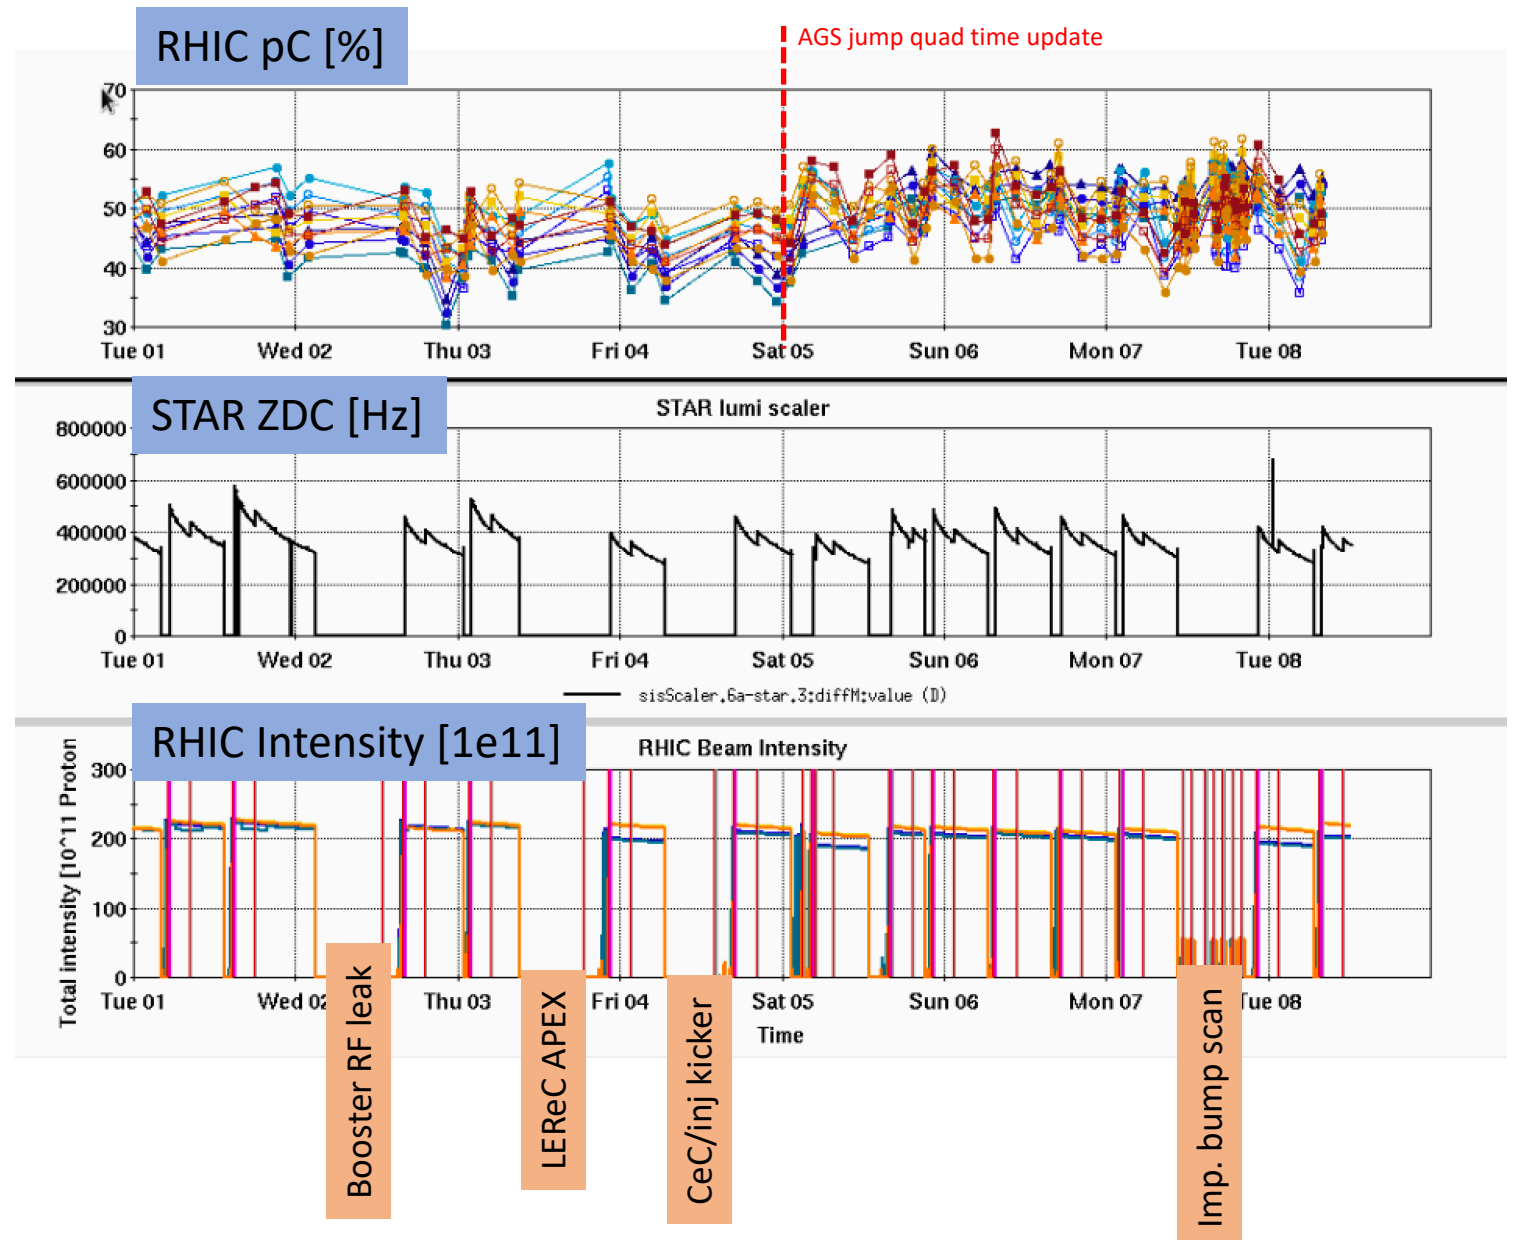 RHIC pC [%]
AGS jump quad time update
70
60
50
40
30
Tue 01 Wed 02 Thu 03 Fri 04 Sat 05 Sun 06 Mon 07 Tue 08
STAR ZDC [Hz]
STAR lumi scaler
800000
600000
400000
200000
0
Tue 01 Wed 02 Thu 03 Fri 04 Sat 05 Sun 06 Mon 07 Tue 08
sisScaler.6a-star.3:diffM:value (D)
RHIC Intensity [1e11]
RHIC Beam Intensity
Total intensity [10^11 Proton
300
200
100
0
Tue 01 Wed 02 Thu 03 Fri 04 Sat 05 Sun 06 Mon 07 Tue 08
Time
Booster RF leak
LEReC APEX
CeC/inj kicker
Imp. bump scan